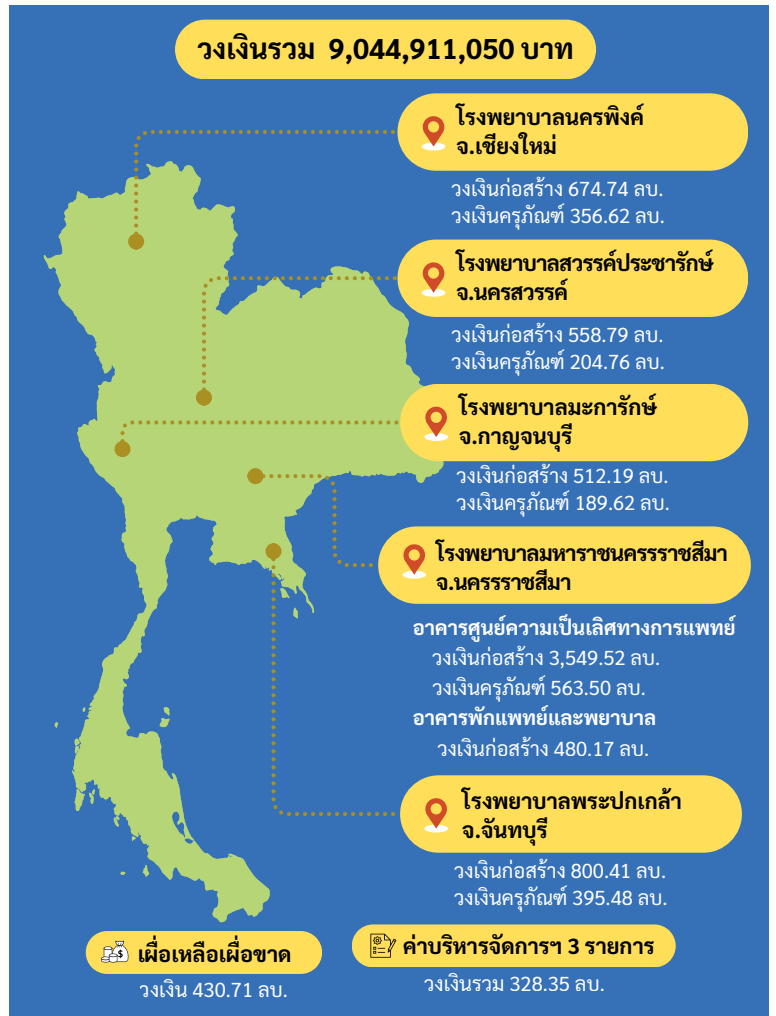 วงเงินรวม 9,044,911,050 บาท
โรงพยาบาลนครพิงค์
จ.เชียงใหม่
วงเงินก่อสร้าง 674.74 ลบ.
วงเงินครุภัณฑ์ 356.62 ลบ.
โรงพยาบาลสวรรค์ประชารักษ์
จ.นครสวรรค์
วงเงินก่อสร้าง 558.79 ลบ.
วงเงินครุภัณฑ์ 204.76 ลบ.
โรงพยาบาลมะการักษ์
จ.กาญจนบุรี
วงเงินก่อสร้าง 512.19 ลบ.
วงเงินครุภัณฑ์ 189.62 ลบ.
โรงพยาบาลมหาราชนครรราชสีมา
จ.นครรราชสีมา
อาคารศูนย์ความเป็นเลิศทางการแพทย์
วงเงินก่อสร้าง 3,549.52 ลบ.
วงเงินครุภัณฑ์ 563.50 ลบ.
อาคารพักแพทย์และพยาบาล
วงเงินก่อสร้าง 480.17 ลบ.
โรงพยาบาลพระปกเกล้า
จ.จันทบุรี
วงเงินก่อสร้าง 800.41 ลบ.
วงเงินครุภัณฑ์ 395.48 ลบ.
เผื่อเหลือเผื่อขาด
วงเงิน 430.71 ลบ.
ค่าบริหารจัดการฯ 3 รายการ
วงเงินรวม 328.35 ลบ.